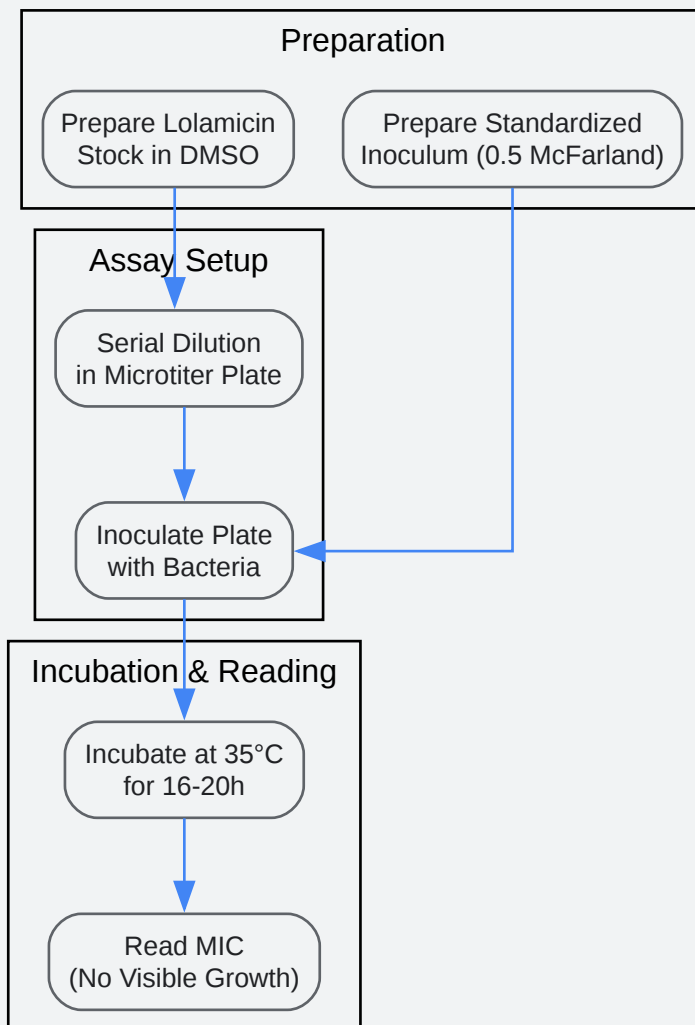 Preparation
Prepare Lolamicin
Stock in DMSO
Prepare Standardized
Inoculum (0.5 McFarland)
Assay Setup
Serial Dilution
in Microtiter Plate
Inoculate Plate
with Bacteria
Incubation & Reading
Incubate at 35°C
for 16-20h
Read MIC
(No Visible Growth)